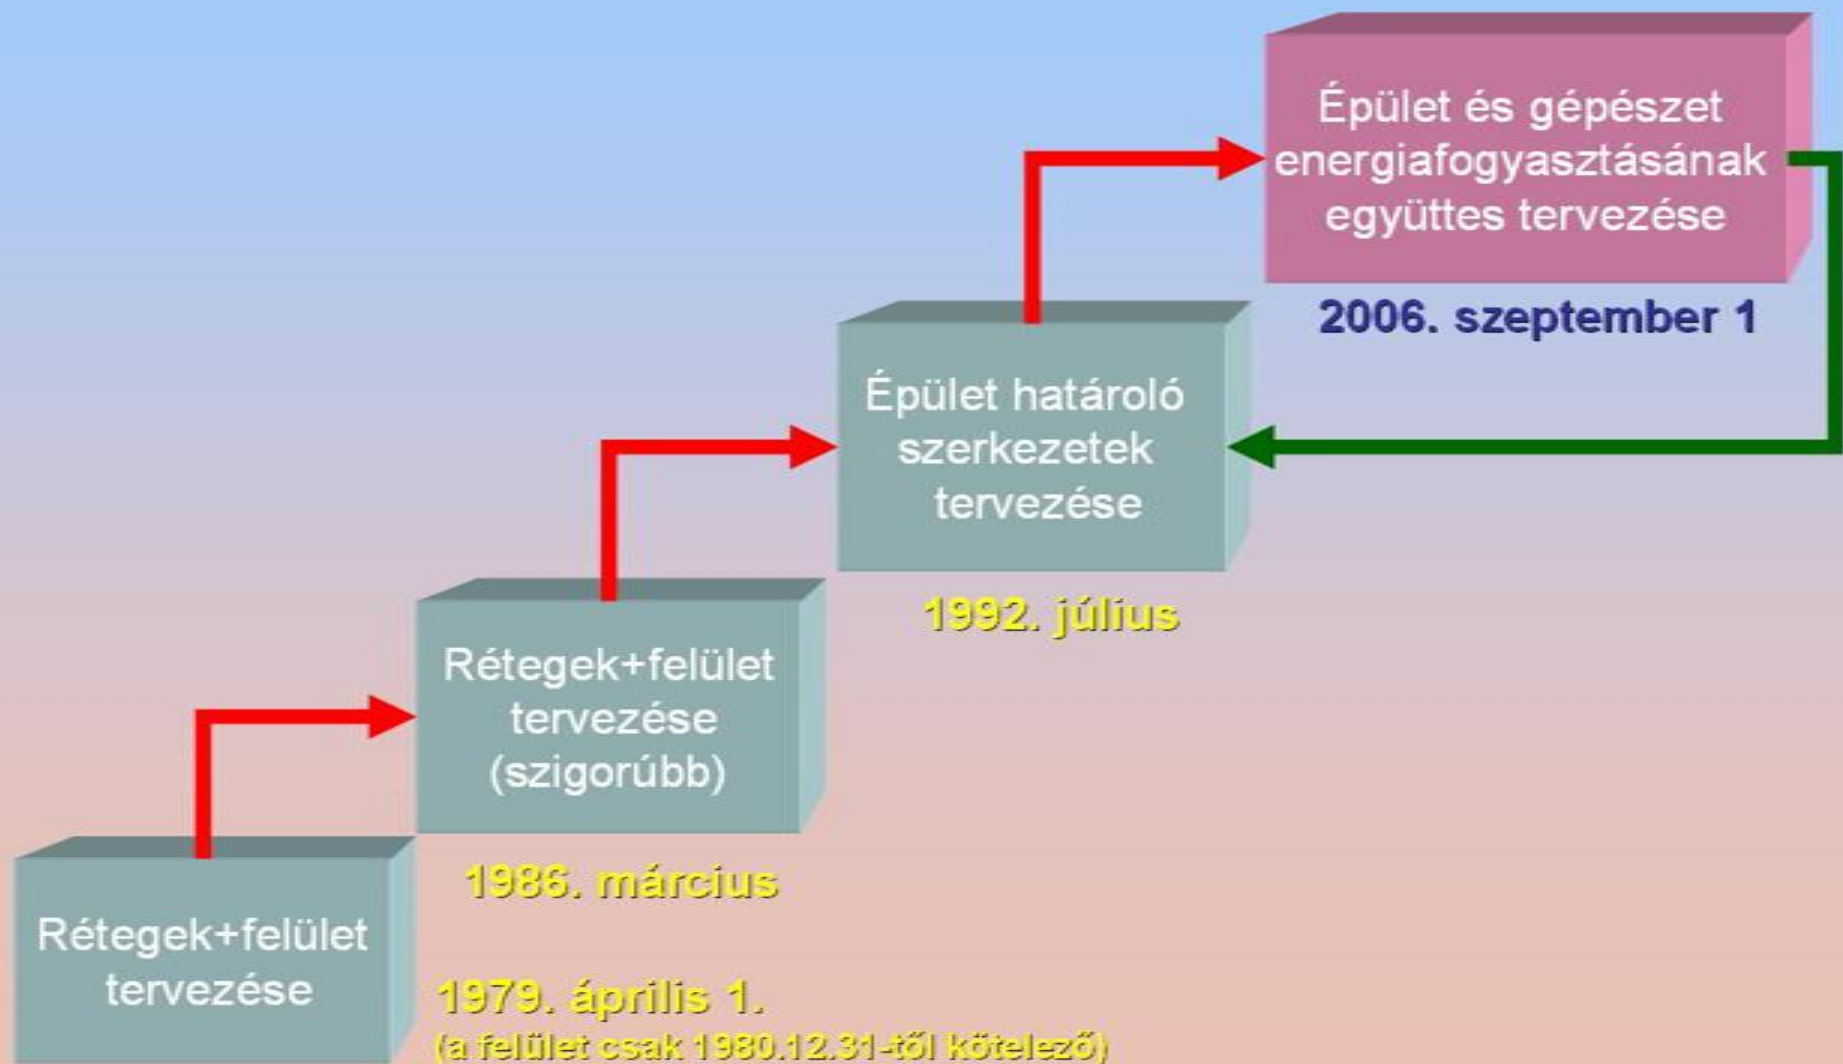 Épület és gépészet
energiafogyasztásának
együttes tervezése
2006. szeptember 1
Épület határoló
szerkezetek
tervezése
1992. július
Rétegek+felület
tervezése
(szigorúbb)
1986. március
Rétegek+felület
tervezése
1979. április 1.
(a felület csak 1980.12.31-től kötelező)